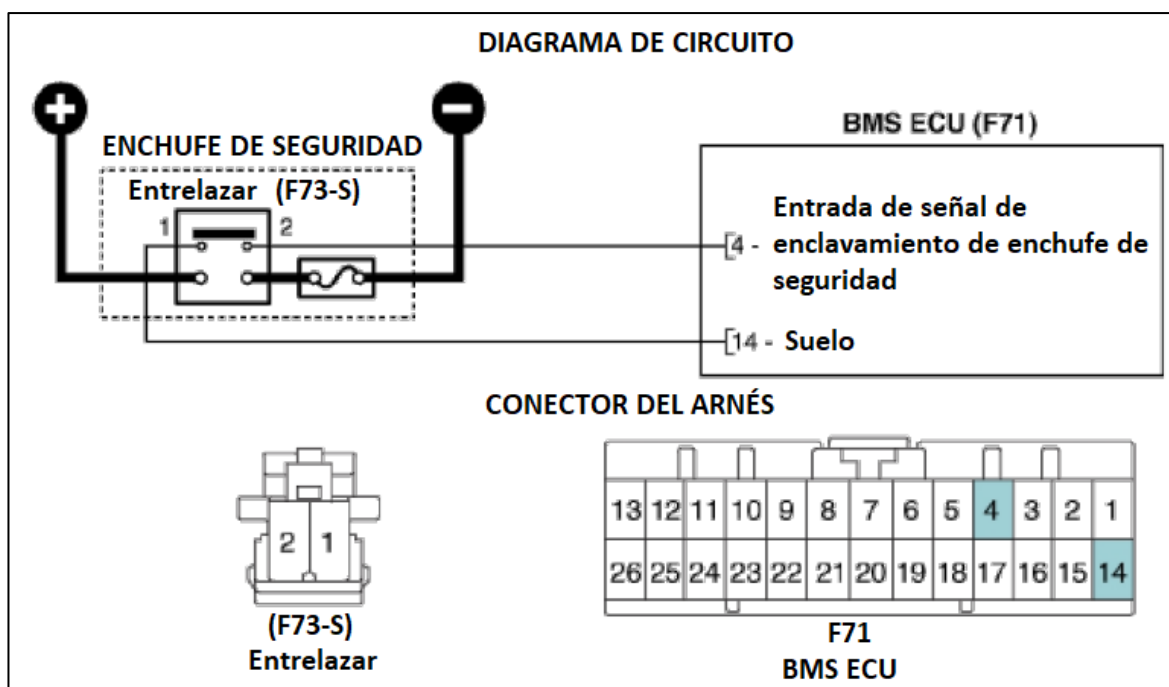 DIAGRAMA DE CIRCUITO
+
−
BMS ECU (F71)
ENCHUFE DE SEGURIDAD
Entrelazar (F73-S)
1
2
Entrada de señal de
4 - enclavamiento de enchufe de
seguridad
14 - Suelo
CONECTOR DEL ARNÉS
2 1
13 12 11 10 9 8 7 6 5 4 3 2 1
26 25 24 23 22 21 20 19 18 17 16 15 14
(F73-S)
Entrelazar
F71
BMS ECU